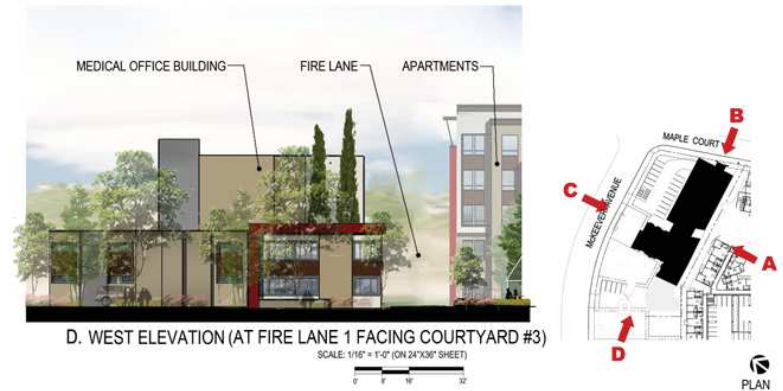 MEDICAL OFFICE BUILDING
FIRE LANE
APARTMENTS
D. WEST ELEVATION (AT FIRE LANE 1 FACING COURTYARD #3)
SCALE: 1/16" = 1'-0" (ON 24"X36" SHEET)
0' 8' 16' 32'
B
MAPLE COURT
C
McKEEVER AVENUE
A
D
PLAN